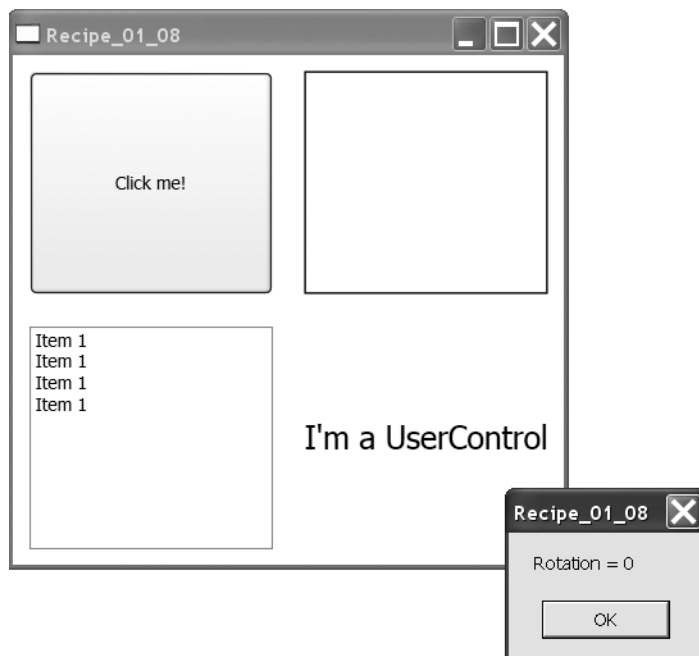 Recipe_01_08
Click me!
Item 1
Item 1
Item 1
Item 1
I'm a UserControl
Recipe_01_08
Rotation = 0
OK